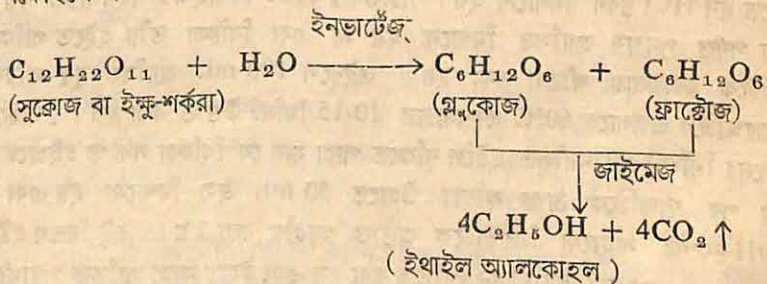 ইনভার্টেজ্
C₁₂H₂₂O₁₁ + H₂O ⟶ C₆H₁₂O₆ + C₆H₁₂O₆
(সুক্রোজ বা ইক্ষু-শর্করা) (গ্লুকোজ) (ফ্রাক্টোজ)
জাইমেজ
4C₂H₅OH + 4CO₂ ↑
( ইথাইল অ্যালকোহল )